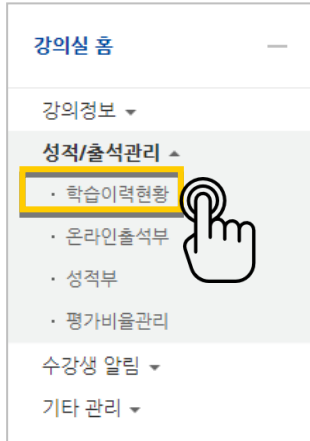 강의실 홈
강의정보
성적/출석관리
· 학습이력현황
· 온라인출석부
· 성적부
· 평가비율관리
수강생 알림
기타 관리